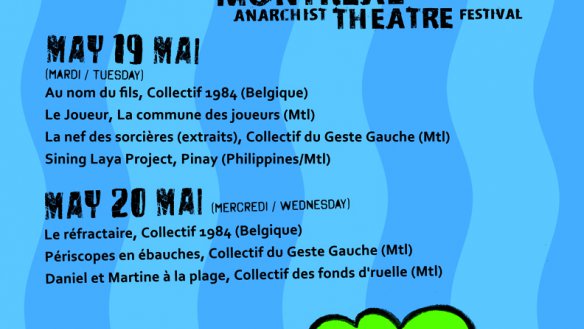 MONTREAL
ANARCHIST THEATRE FESTIVAL
MAY 19 MAI
(MARDI / TUESDAY)
Au nom du fils, Collectif 1984 (Belgique)
Le Joueur, La commune des joueurs (Mtl)
La nef des sorcières (extraits), Collectif du Geste Gauche (Mtl)
Sining Laya Project, Pinay (Philippines/Mtl)
MAY 20 MAI (MERCREDI / WEDNESDAY)
Le réfractaire, Collectif 1984 (Belgique)
Périscopes en ébauches, Collectif du Geste Gauche (Mtl)
Daniel et Martine à la plage, Collectif des fonds d'ruelle (Mtl)